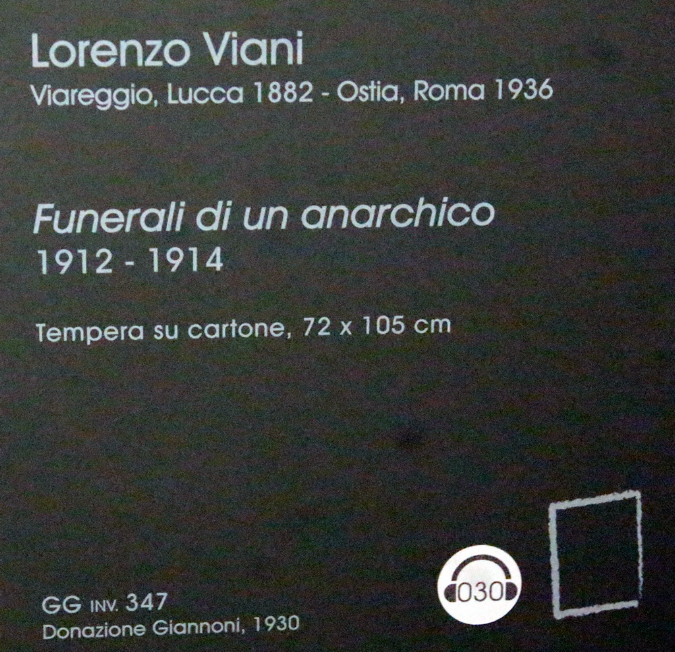 Lorenzo Viani
Viareggio, Lucca 1882 - Ostia, Roma 1936
Funerali di un anarchico
1912 - 1914
Tempera su cartone, 72 x 105 cm
030
GG INV. 347
Donazione Giannoni, 1930